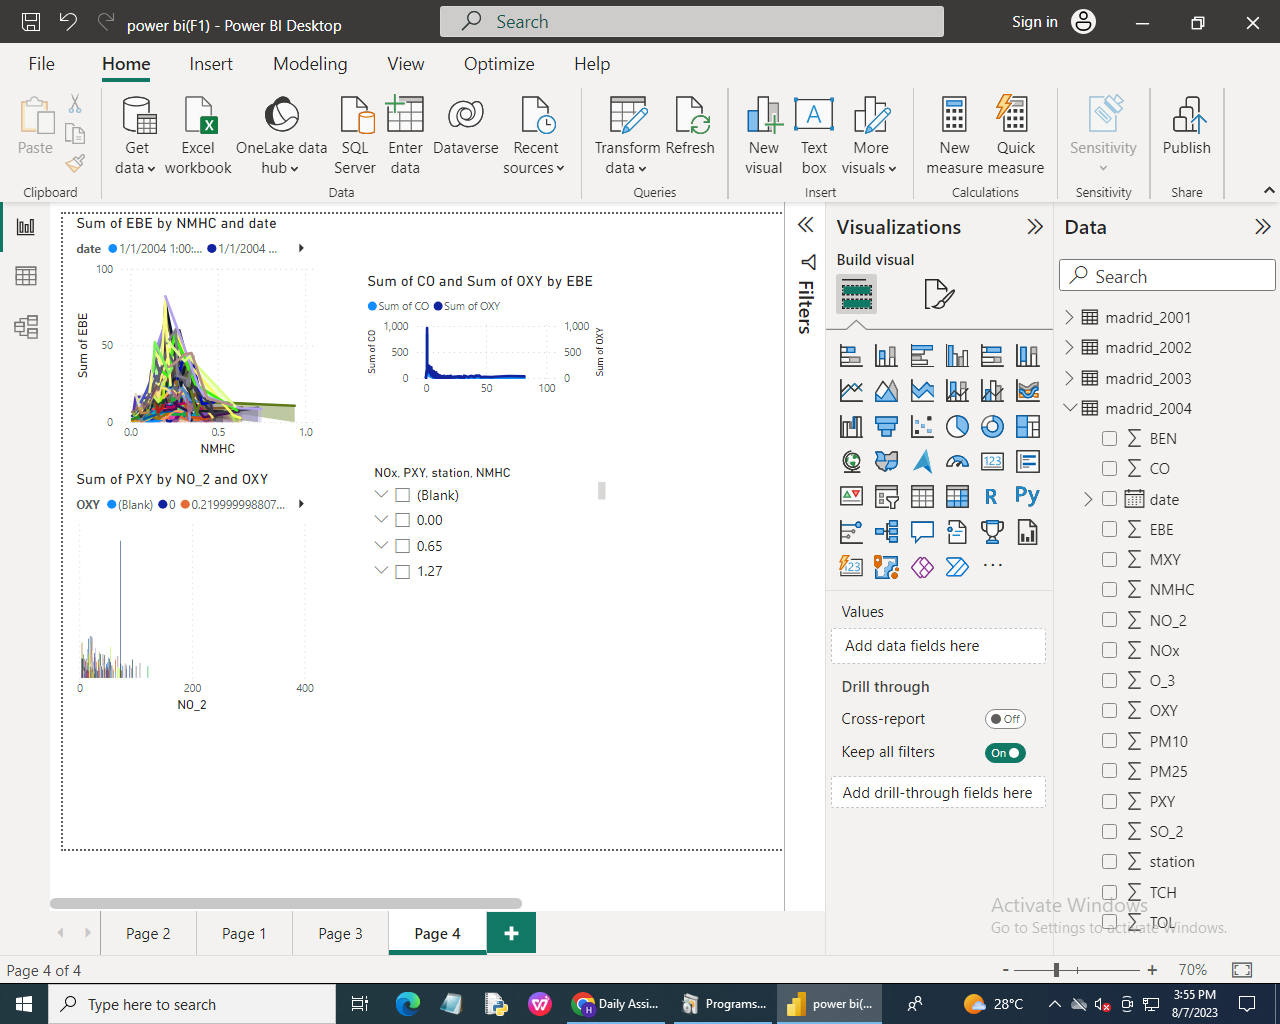 power bi(F1) - Power BI Desktop
Search
Sign in
File Home Insert Modeling View Optimize Help
Paste
Get data
Excel workbook
OneLake data hub
SQL Server
Enter data
Dataverse
Recent sources
Transform data
Refresh
New visual
Text box
More visuals
New measure
Quick measure
Sensitivity
Publish
Clipboard Data Queries Insert Calculations Sensitivity Share
Sum of EBE by NMHC and date
date 1/1/2004 1:00:... 1/1/2004 ...
100
50
0
Sum of EBE
0.0 0.5 1.0
NMHC
Sum of CO and Sum of OXY by EBE
Sum of CO Sum of OXY
1,000 1,000
500 500
0 0
Sum of CO
Sum of OXY
0 50 100
Sum of PXY by NO_2 and OXY
OXY (Blank) 0 0.219999998807...
0 200 400
NO_2
NOx, PXY, station, NMHC
(Blank)
0.00
0.65
1.27
Filters
Visualizations
Build visual
123
R
Py
123
...
Values
Add data fields here
Drill through
Cross-report Off
Keep all filters On
Add drill-through fields here
Data
Search
madrid_2001
madrid_2002
madrid_2003
madrid_2004
BEN
CO
date
EBE
MXY
NMHC
NO_2
NOx
O_3
OXY
PM10
PM25
PXY
SO_2
station
TCH
TOL
Activate Windows
Go to Settings to activate Windows.
Page 2 Page 1 Page 3 Page 4 +
Page 4 of 4
- + 70%
Type here to search
Daily Assi...
Programs...
power bi(...
28°C
3:55 PM
8/7/2023